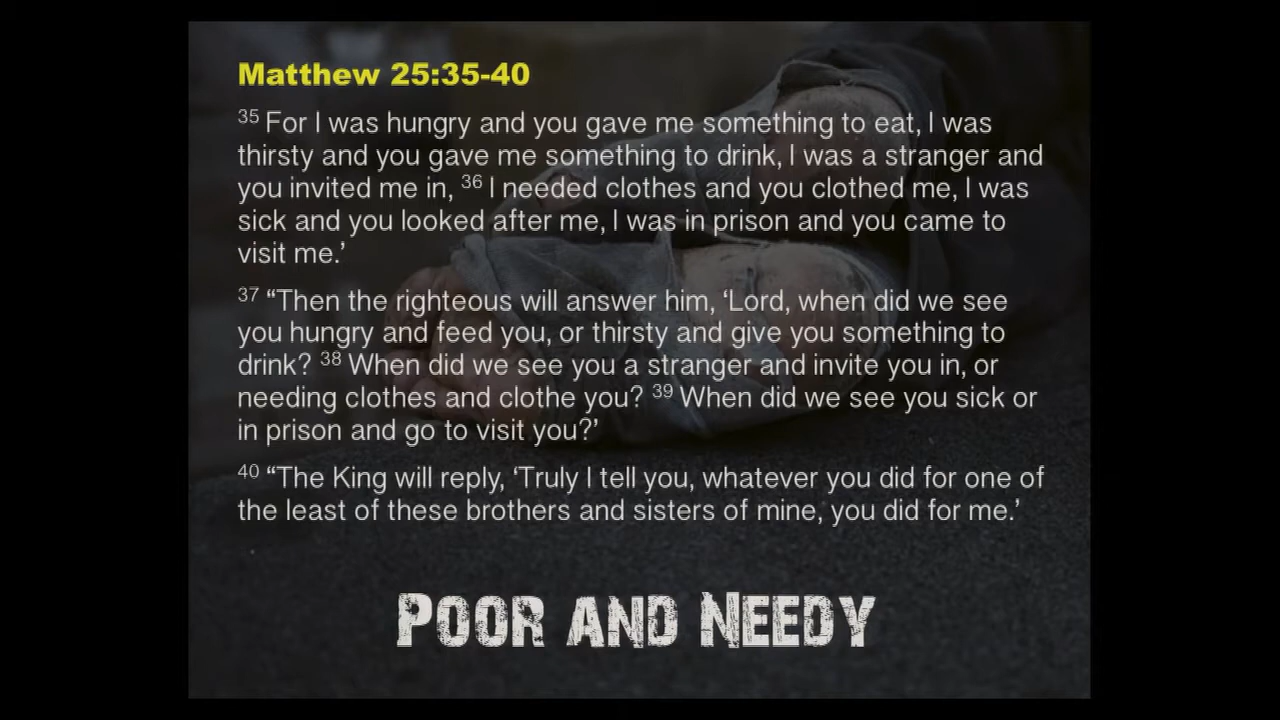 Matthew 25:35-40
35 For I was hungry and you gave me something to eat, I was
thirsty and you gave me something to drink, I was a stranger and
you invited me in, 36 I needed clothes and you clothed me, I was
sick and you looked after me, I was in prison and you came to
visit me.’
37 “Then the righteous will answer him, ‘Lord, when did we see
you hungry and feed you, or thirsty and give you something to
drink? 38 When did we see you a stranger and invite you in, or
needing clothes and clothe you? 39 When did we see you sick or
in prison and go to visit you?’
40 “The King will reply, ‘Truly I tell you, whatever you did for one of
the least of these brothers and sisters of mine, you did for me.’
POOR AND NEEDY